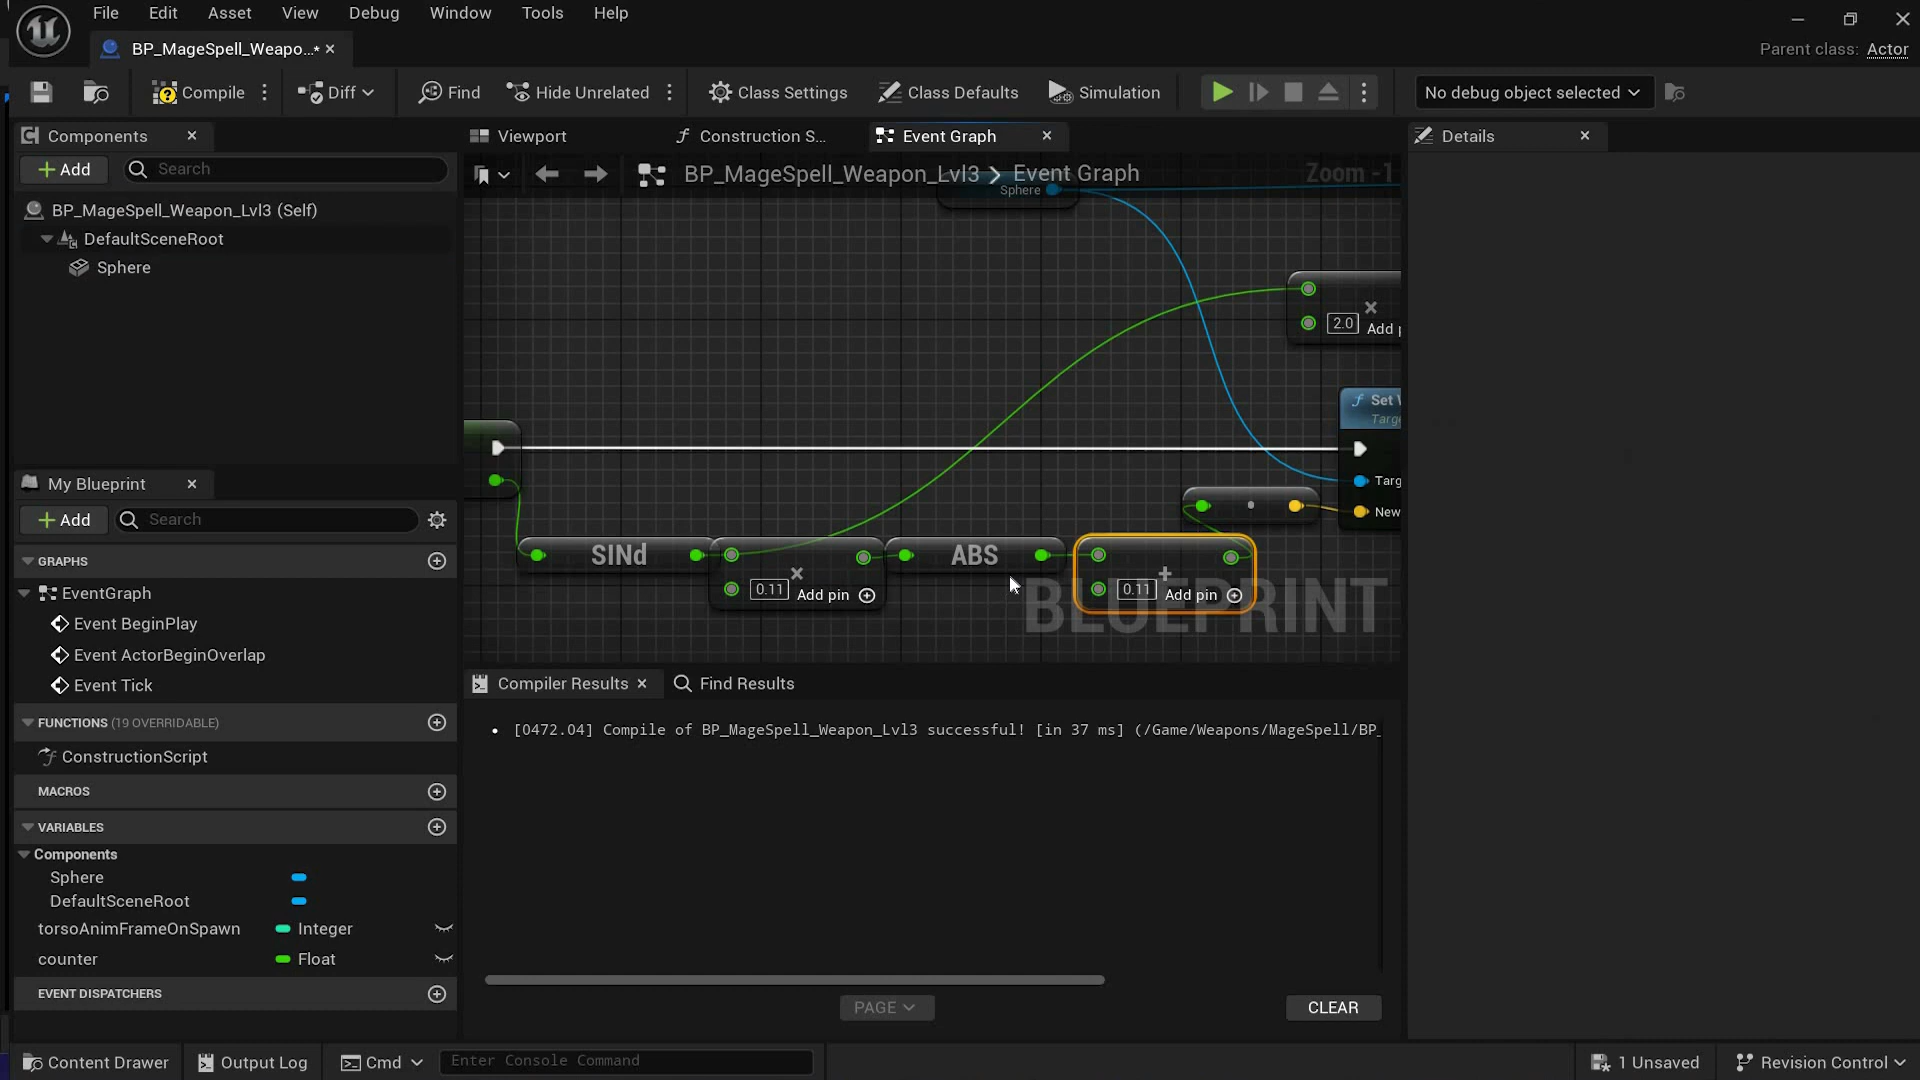 File Edit Asset View Debug Window Tools Help
BP_MageSpell_Weapo...*
Parent class: Actor
Compile Diff Find Hide Unrelated Class Settings Class Defaults Simulation No debug object selected
Components Viewport Construction S... Event Graph Details
Add Search
BP_MageSpell_Weapon_Lvl3 Event Graph Zoom -1
Sphere
BP_MageSpell_Weapon_Lvl3 (Self)
DefaultSceneRoot
Sphere
2.0 Add p
Set W
Targe
Targ
New
SINd ABS
0.11 Add pin 0.11 Add pin
BLUEPRINT
My Blueprint
Add Search
GRAPHS
EventGraph
Event BeginPlay
Event ActorBeginOverlap
Event Tick
FUNCTIONS (19 OVERRIDABLE)
ConstructionScript
MACROS
VARIABLES
Components
Sphere
DefaultSceneRoot
torsoAnimFrameOnSpawn Integer
counter Float
EVENT DISPATCHERS
Compiler Results Find Results
[0472.04] Compile of BP_MageSpell_Weapon_Lvl3 successful! [in 37 ms] (/Game/Weapons/MageSpell/BP_
PAGE CLEAR
Content Drawer Output Log Cmd Enter Console Command 1 Unsaved Revision Control